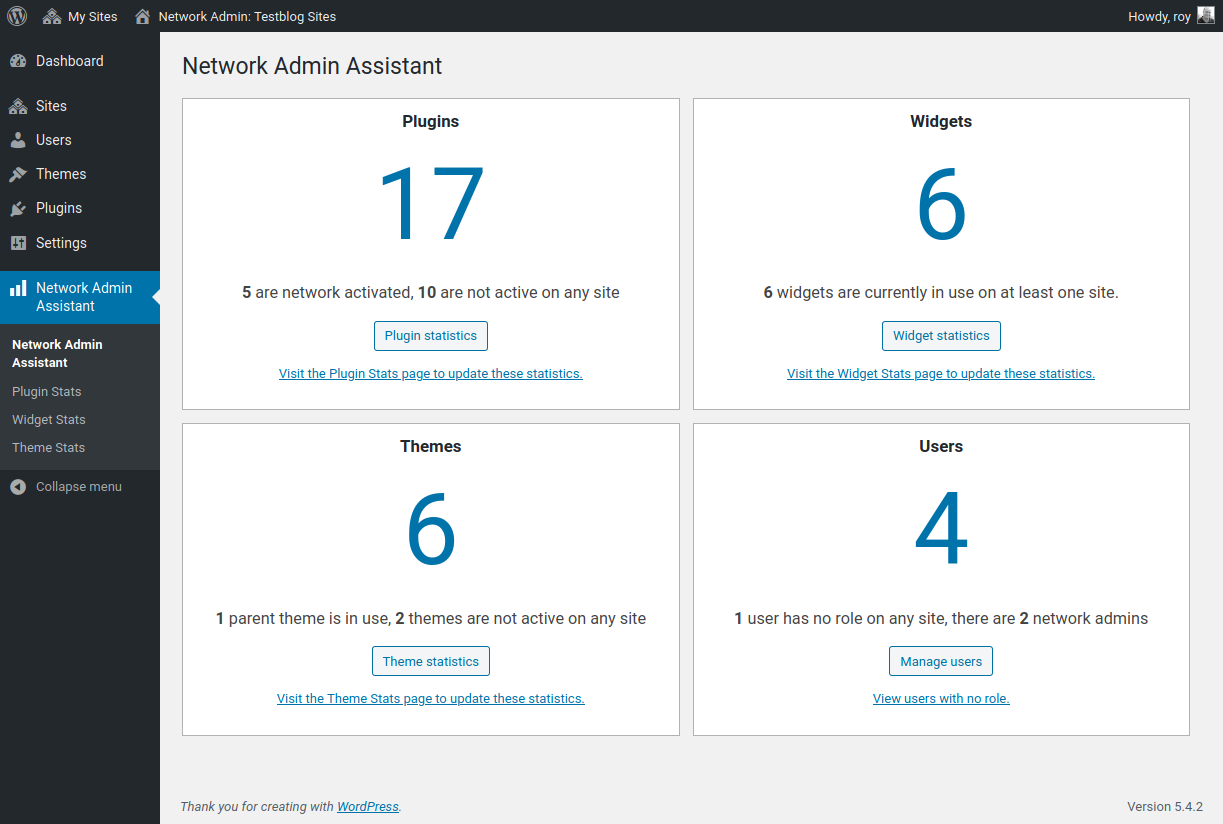 My Sites
Network Admin: Testblog Sites
Howdy, roy
Dashboard
Sites
Users
Themes
Plugins
Settings
Network Admin
Assistant
Network Admin
Assistant
Plugin Stats
Widget Stats
Theme Stats
Collapse menu
Network Admin Assistant
Plugins
17
5 are network activated, 10 are not active on any site
Plugin statistics
Visit the Plugin Stats page to update these statistics.
Widgets
6
6 widgets are currently in use on at least one site.
Widget statistics
Visit the Widget Stats page to update these statistics.
Themes
6
1 parent theme is in use, 2 themes are not active on any site
Theme statistics
Visit the Theme Stats page to update these statistics.
Users
4
1 user has no role on any site, there are 2 network admins
Manage users
View users with no role.
Thank you for creating with WordPress.
Version 5.4.2